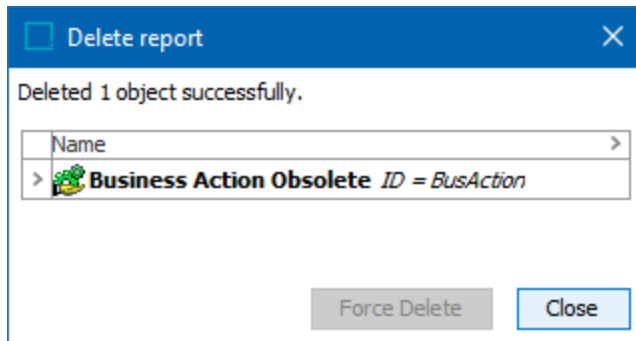 Delete report
Deleted 1 object successfully.
Name
Business Action Obsolete ID = BusAction
Force Delete Close